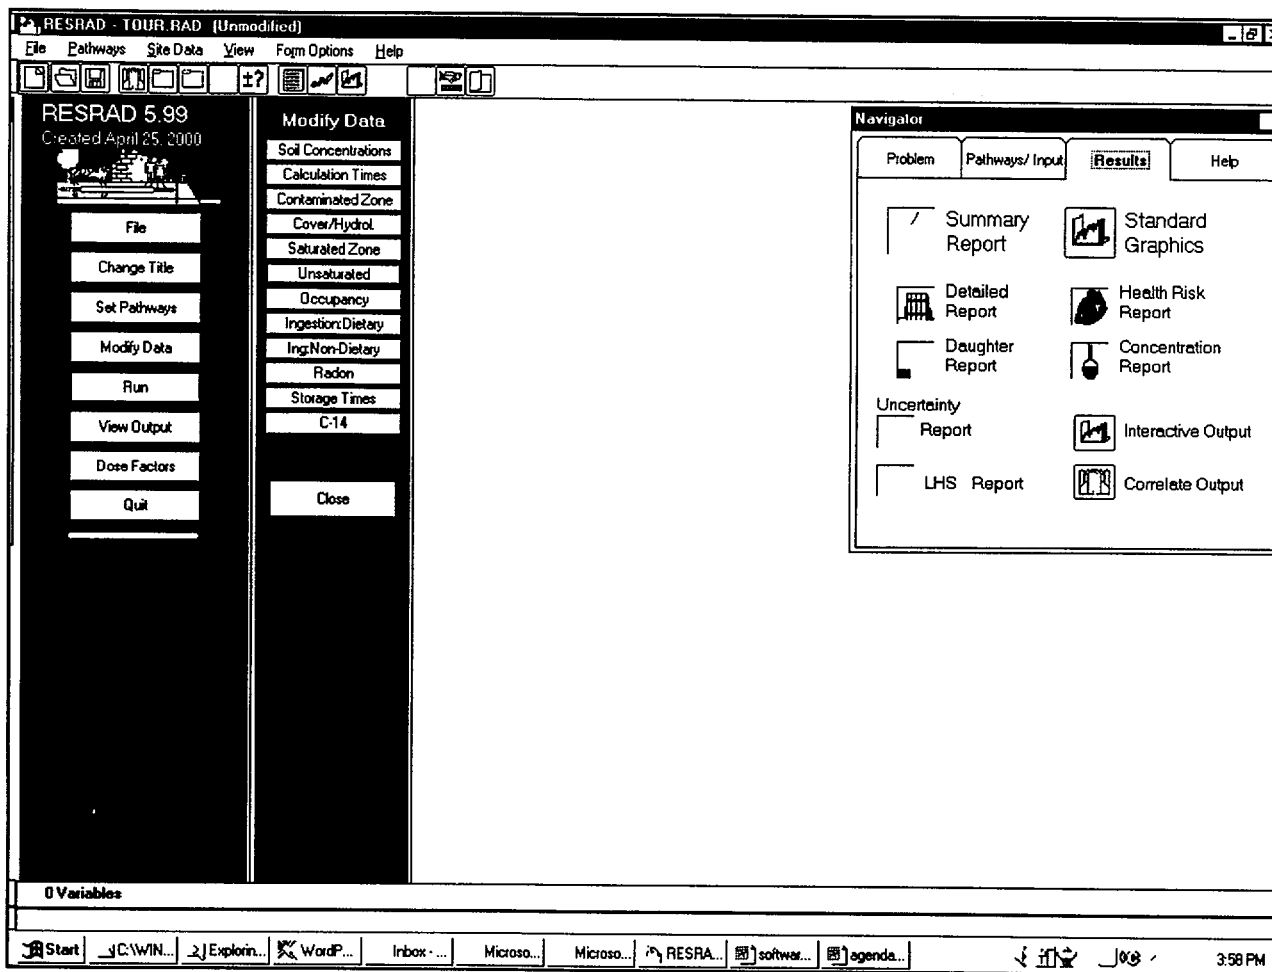 RESRAD - TOUR.RAD (Unmodified)
File Pathways Site Data View Form Options Help
±?
RESRAD 5.99
Created April 25, 2000
File
Change Title
Set Pathways
Modify Data
Run
View Output
Dose Factors
Quit
Modify Data
Soil Concentrations
Calculation Times
Contaminated Zone
Cover/Hydrol.
Saturated Zone
Unsaturated
Occupancy
Ingestion:Dietary
Ing:Non-Dietary
Radon
Storage Times
C-14
Close
Navigator
Problem Pathways/ Input Results Help
Summary Report
Standard Graphics
Detailed Report
Health Risk Report
Daughter Report
Concentration Report
Uncertainty
Report
Interactive Output
LHS Report
Correlate Output
0 Variables
Start C:\WIN... Explorin... WordP... Inbox - ... Microso... Microso... RESRA... softwar... agenda... 3:58 PM